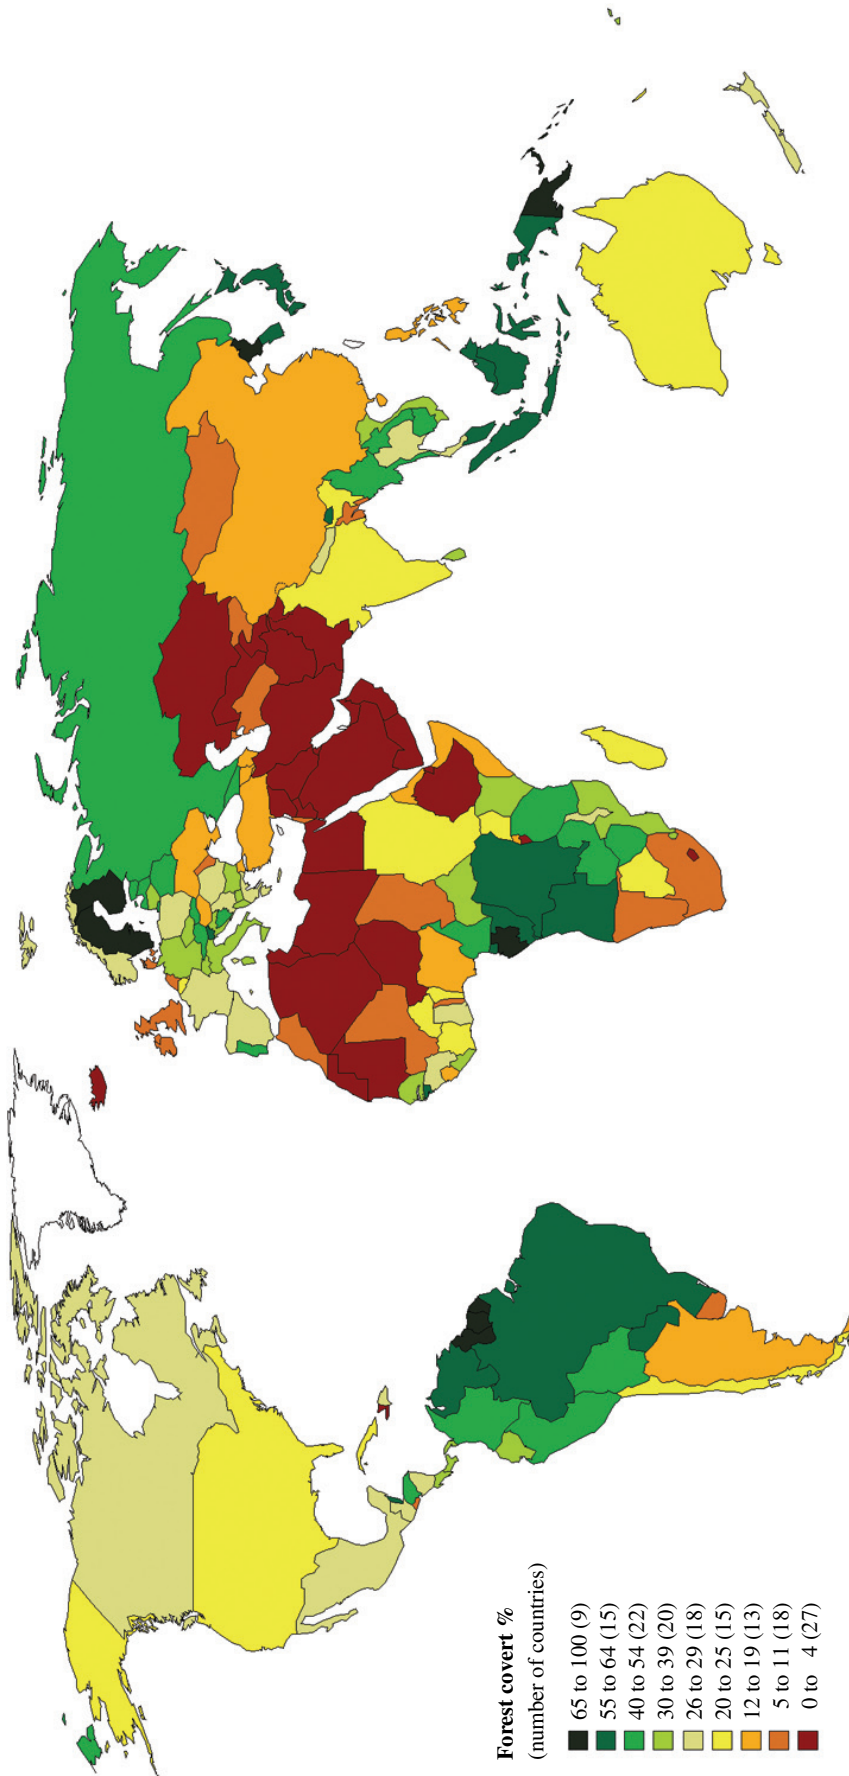 Forest covert %
(number of countries)
65 to 100 (9)
55 to 64 (15)
40 to 54 (22)
30 to 39 (20)
26 to 29 (18)
20 to 25 (15)
12 to 19 (13)
5 to 11 (18)
0 to 4 (27)